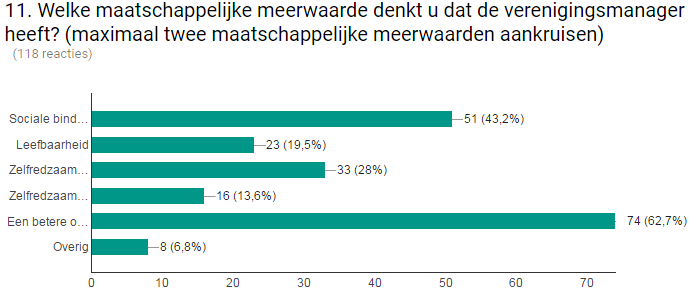 11. Welke maatschappelijke meerwaarde denkt u dat de verenigingsmanager
heeft? (maximaal twee maatschappelijke meerwaarden aankruisen)
(118 reacties)
Sociale bind… 51 (43,2%)
Leefbaarheid 23 (19,5%)
Zelfredzaam… 33 (28%)
Zelfredzaam… 16 (13,6%)
Een betere o… 74 (62,7%)
Overig 8 (6,8%)
0 10 20 30 40 50 60 70